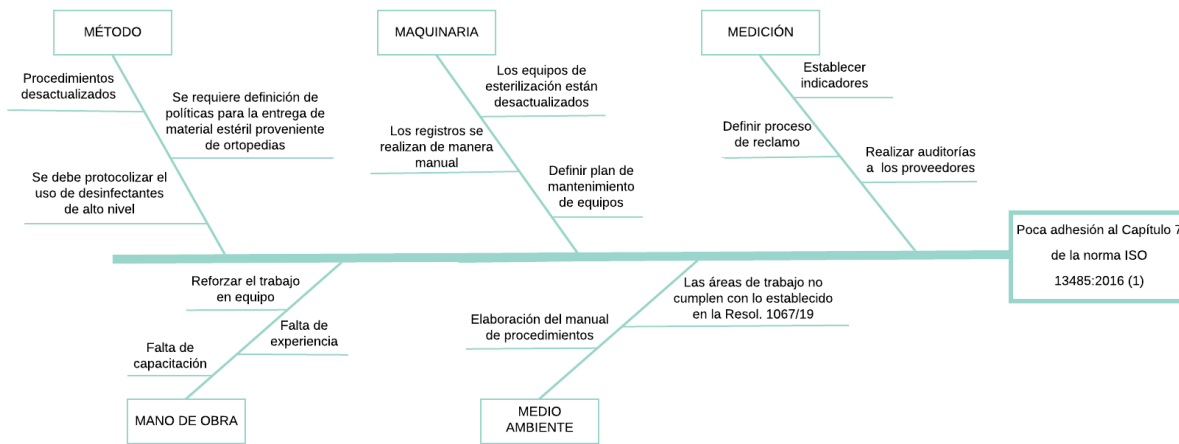 MÉTODO
Procedimientos
desactualizados
Se requiere definición de
políticas para la entrega de
material estéril proveniente
de ortopedias
Se debe protocolizar el
uso de desinfectantes
de alto nivel
MAQUINARIA
Los equipos de
esterilización están
desactualizados
Los registros se
realizan de manera
manual
Definir plan de
mantenimiento
de equipos
MEDICIÓN
Establecer
indicadores
Definir proceso
de reclamo
Realizar auditorías
a los proveedores
Poca adhesión al Capítulo 7
de la norma ISO
13485:2016 (1)
Reforzar el trabajo
en equipo
Falta de
experiencia
Falta de
capacitación
MANO DE OBRA
Las áreas de trabajo no
cumplen con lo establecido
en la Resol. 1067/19
Elaboración del manual
de procedimientos
MEDIO
AMBIENTE